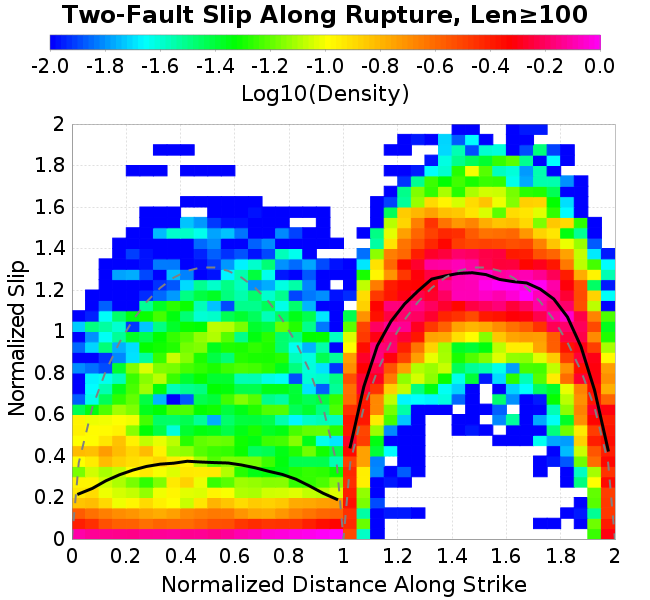 Two-Fault Slip Along Rupture, Len≥100
-2.0 -1.8 -1.6 -1.4 -1.2 -1.0 -0.8 -0.6 -0.4 -0.2 0.0
Log10(Density)
2
1.8
1.6
1.4
1.2
1
0.8
0.6
0.4
0.2
0
Normalized Slip
0 0.2 0.4 0.6 0.8 1 1.2 1.4 1.6 1.8 2
Normalized Distance Along Strike